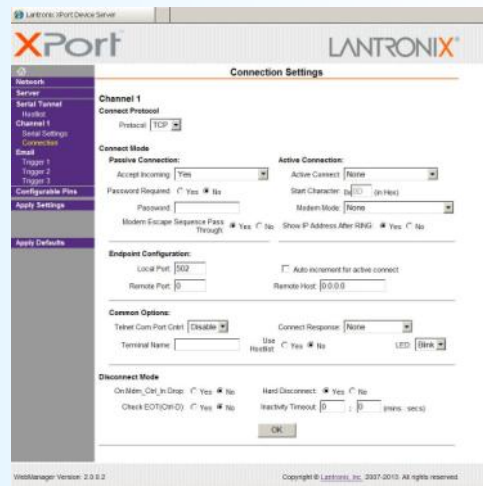 Lantronix XPort Device Server
XPort
LANTRONIX
Network
Server
Serial Tunnel
Hostlist
Channel 1
Serial Settings
Connection
Email
Trigger 1
Trigger 2
Trigger 3
Configurable Pins
Apply Settings
Apply Defaults
Connection Settings
Channel 1
Connect Protocol
Protocol: TCP
Connect Mode
Passive Connection: Active Connection:
Accept Incoming: Yes Active Connect: None
Password Required: Yes No Start Character: 0x (in Hex)
Password: Modem Mode: None
Modem Escape Sequence Pass Through: Yes No Show IP Address After RING: Yes No
Endpoint Configuration:
Local Port: 502 Auto increment for active connect
Remote Port: 0 Remote Host: 0.0.0.0
Common Options:
Telnet Com Port Cntrl: Disable Connect Response: None
Terminal Name: Use Hostlist: Yes No LED: Blink
Disconnect Mode
On Mdm_Ctrl_In Drop: Yes No Hard Disconnect: Yes No
Check EOT(Ctrl-D): Yes No Inactivity Timeout: 0 : 0 (mins : secs)
OK
WebManager Version: 2.0.0.2 Copyright © Lantronix, Inc. 2007-2013. All rights reserved.